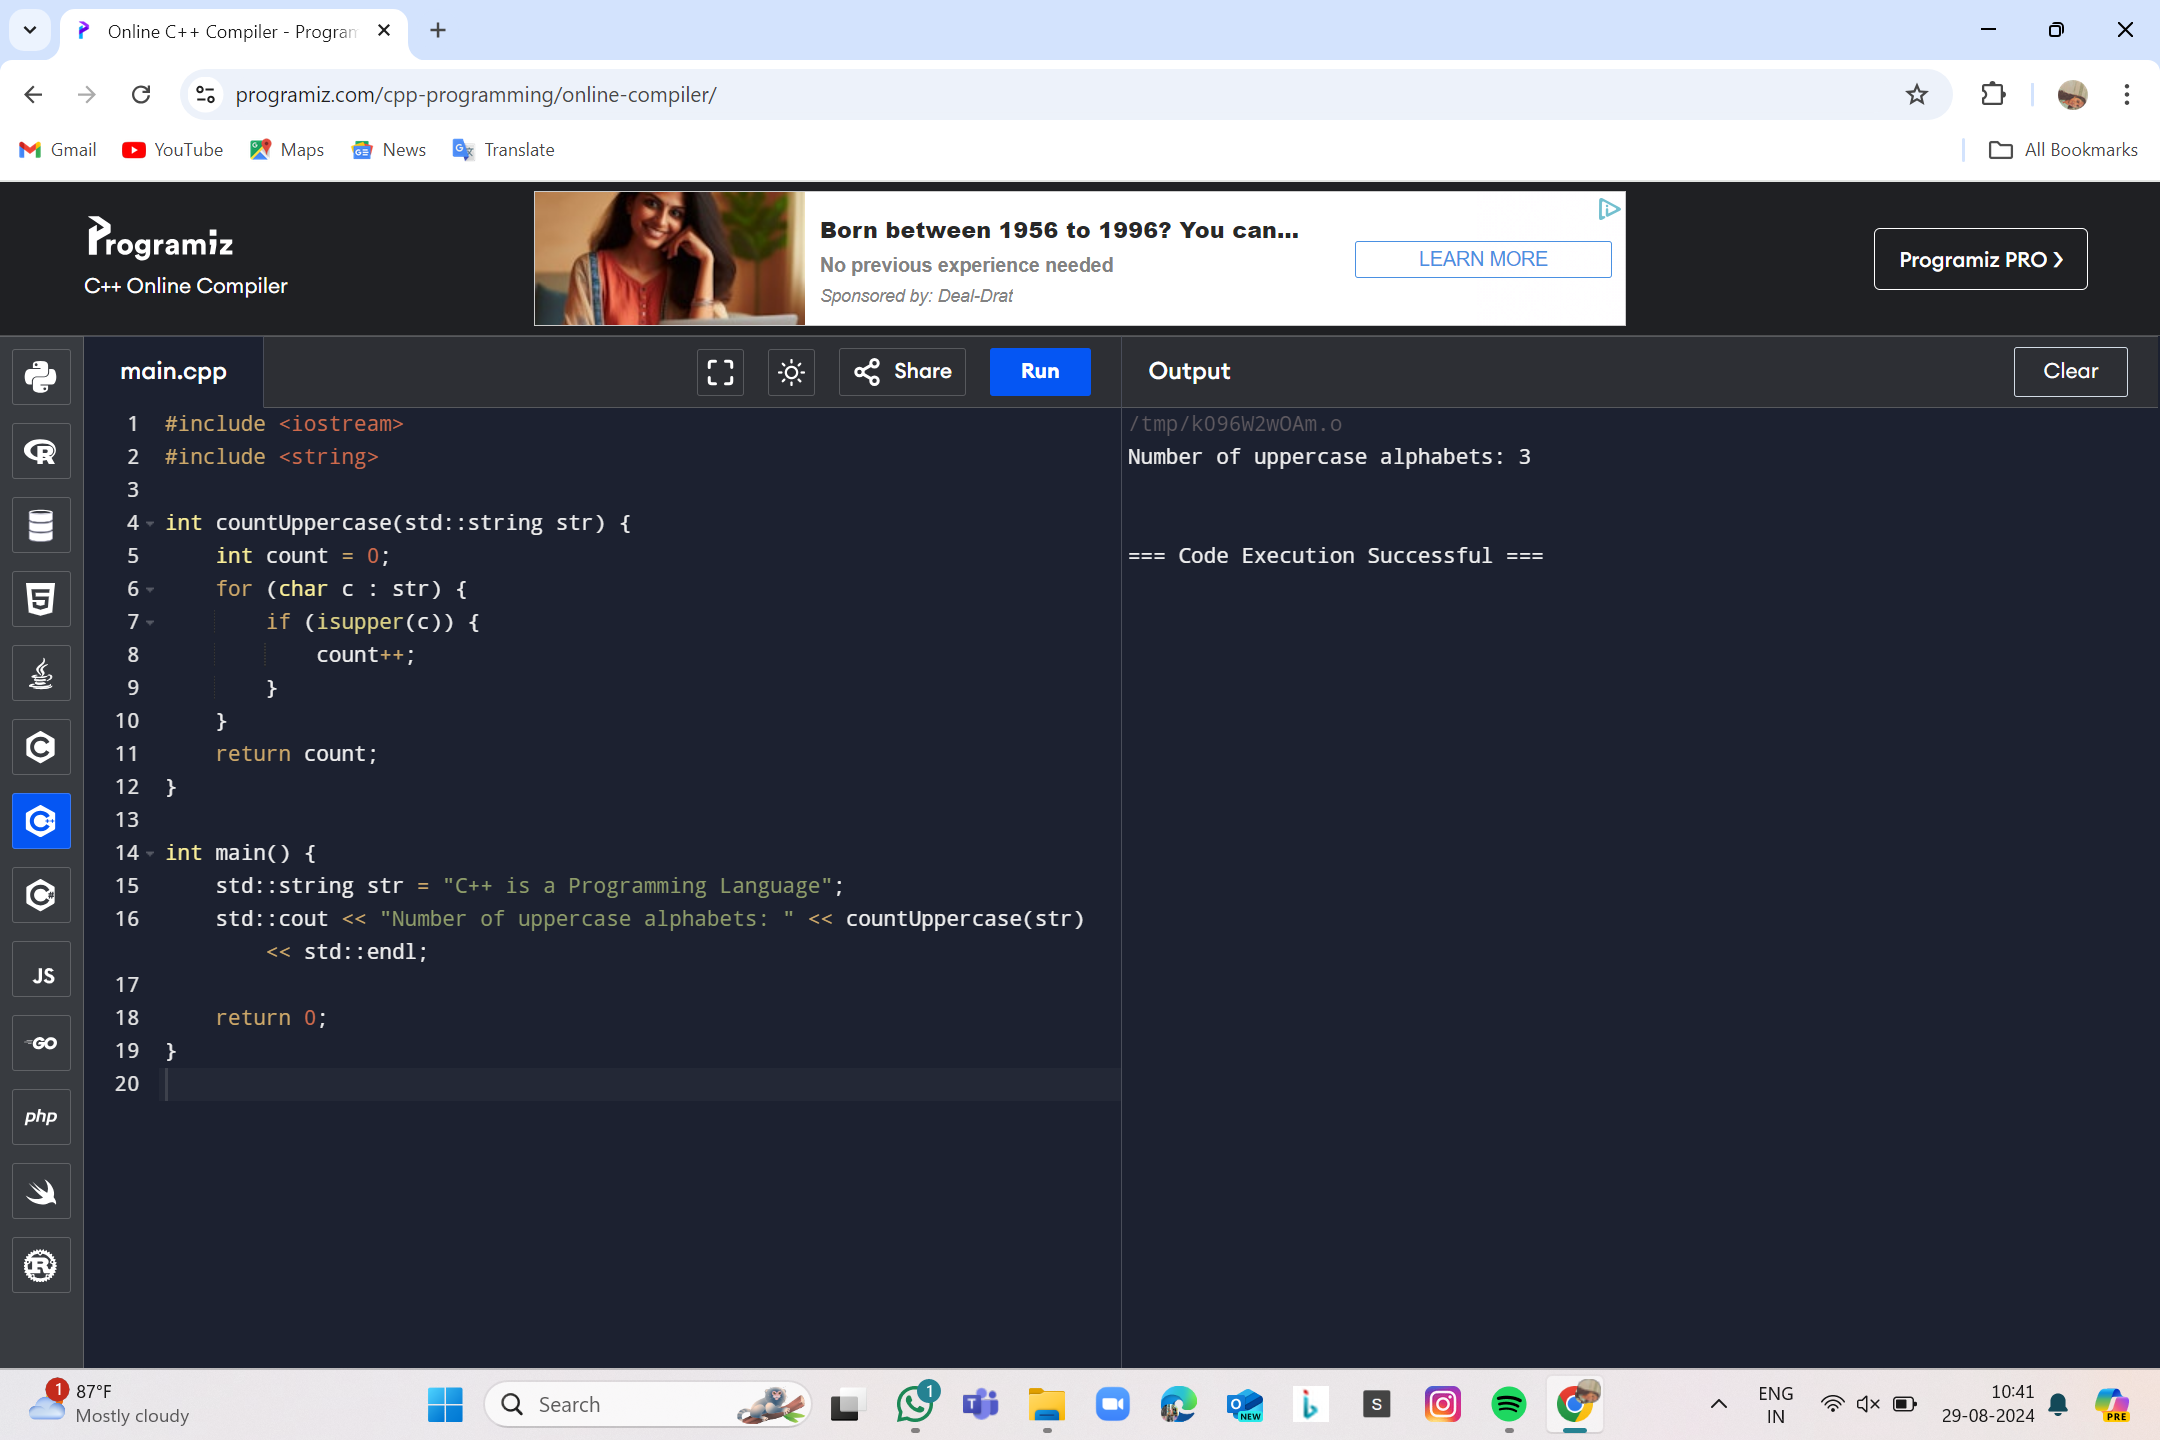 Online C++ Compiler - Program
programiz.com/cpp-programming/online-compiler/
Gmail
YouTube
Maps
News
Translate
All Bookmarks
Programiz
C++ Online Compiler
Born between 1956 to 1996? You can...
No previous experience needed
Sponsored by: Deal-Drat
LEARN MORE
Programiz PRO ❯
main.cpp
Share
Run
Output
Clear
1 #include <iostream>
2 #include <string>
3
4 int countUppercase(std::string str) {
5     int count = 0;
6     for (char c : str) {
7         if (isupper(c)) {
8             count++;
9         }
10     }
11     return count;
12 }
13
14 int main() {
15     std::string str = "C++ is a Programming Language";
16     std::cout << "Number of uppercase alphabets: " << countUppercase(str)
        << std::endl;
17
18     return 0;
19 }
20
/tmp/kO96W2wOAm.o
Number of uppercase alphabets: 3
=== Code Execution Successful ===
R
5
C
C++
C#
JS
GO
php
R
1
87°F
Mostly cloudy
Search
1
T
NEW
b
S
ENG
IN
10:41
29-08-2024
PRE